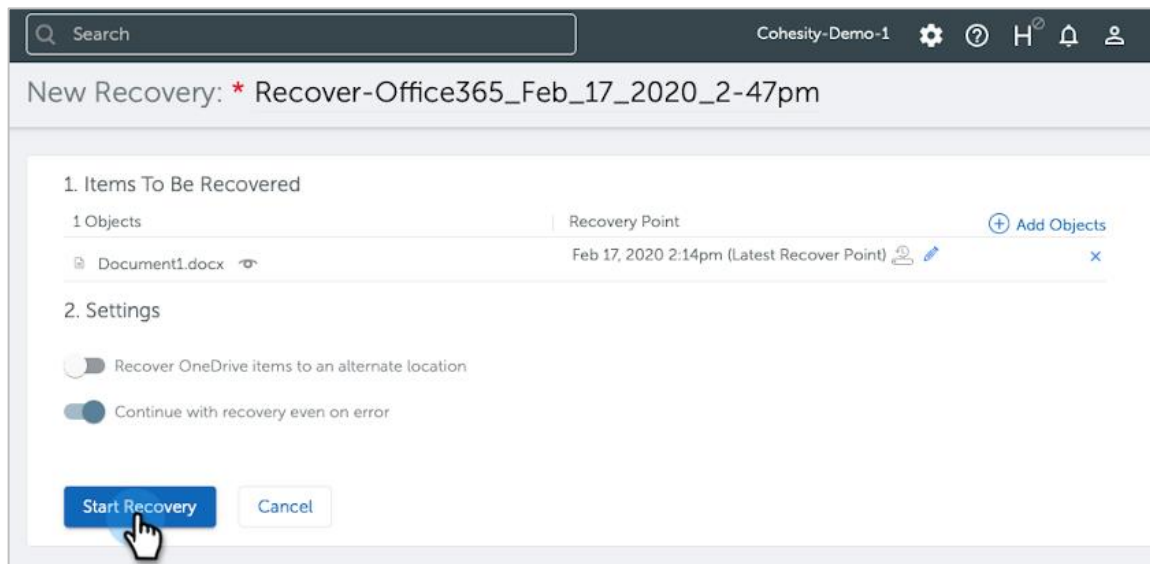 Search
Cohesity-Demo-1
H
New Recovery: * Recover-Office365_Feb_17_2020_2-47pm
1. Items To Be Recovered
1 Objects
Recovery Point
Add Objects
Document1.docx
Feb 17, 2020 2:14pm (Latest Recover Point)
2. Settings
Recover OneDrive items to an alternate location
Continue with recovery even on error
Start Recovery
Cancel